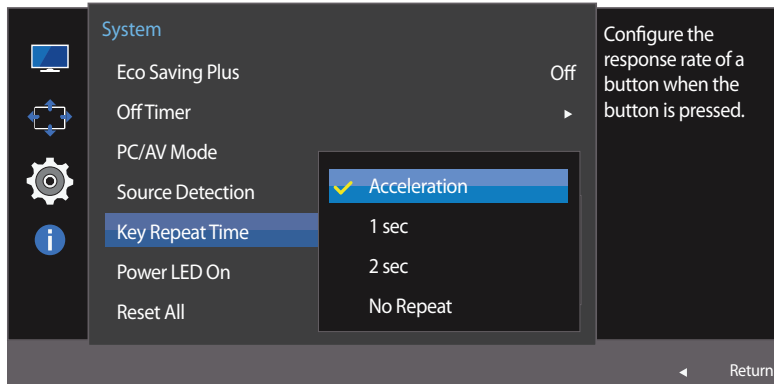 System
Eco Saving Plus Off
Off Timer
PC/AV Mode
Source Detection
Key Repeat Time
Power LED On
Reset All
Acceleration
1 sec
2 sec
No Repeat
Configure the
response rate of a
button when the
button is pressed.
Return